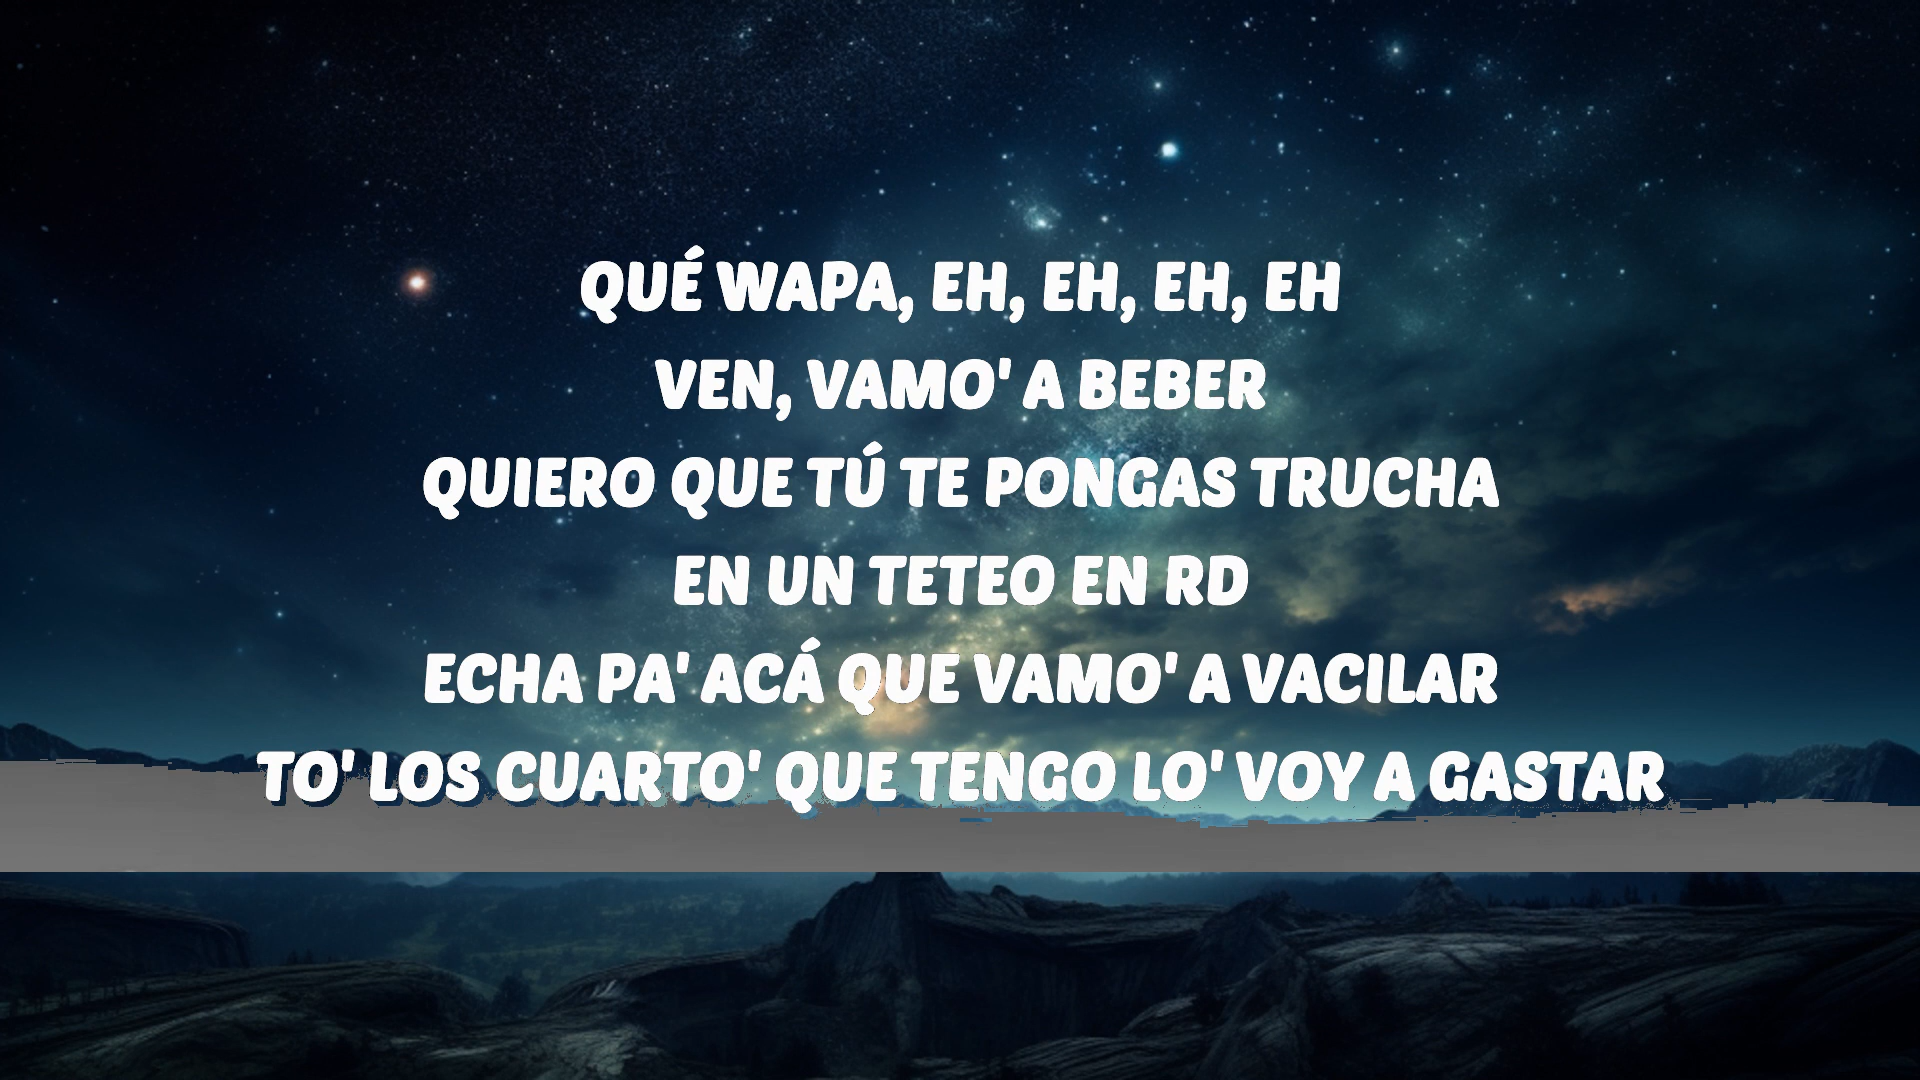 QUÉ WAPA, EH, EH, EH, EH
VEN, VAMO' A BEBER
QUIERO QUE TÚ TE PONGAS TRUCHA
EN UN TETEO EN RD
ECHA PA' ACÁ QUE VAMO' A VACILAR
TO' LOS CUARTO' QUE TENGO LO' VOY A GASTAR